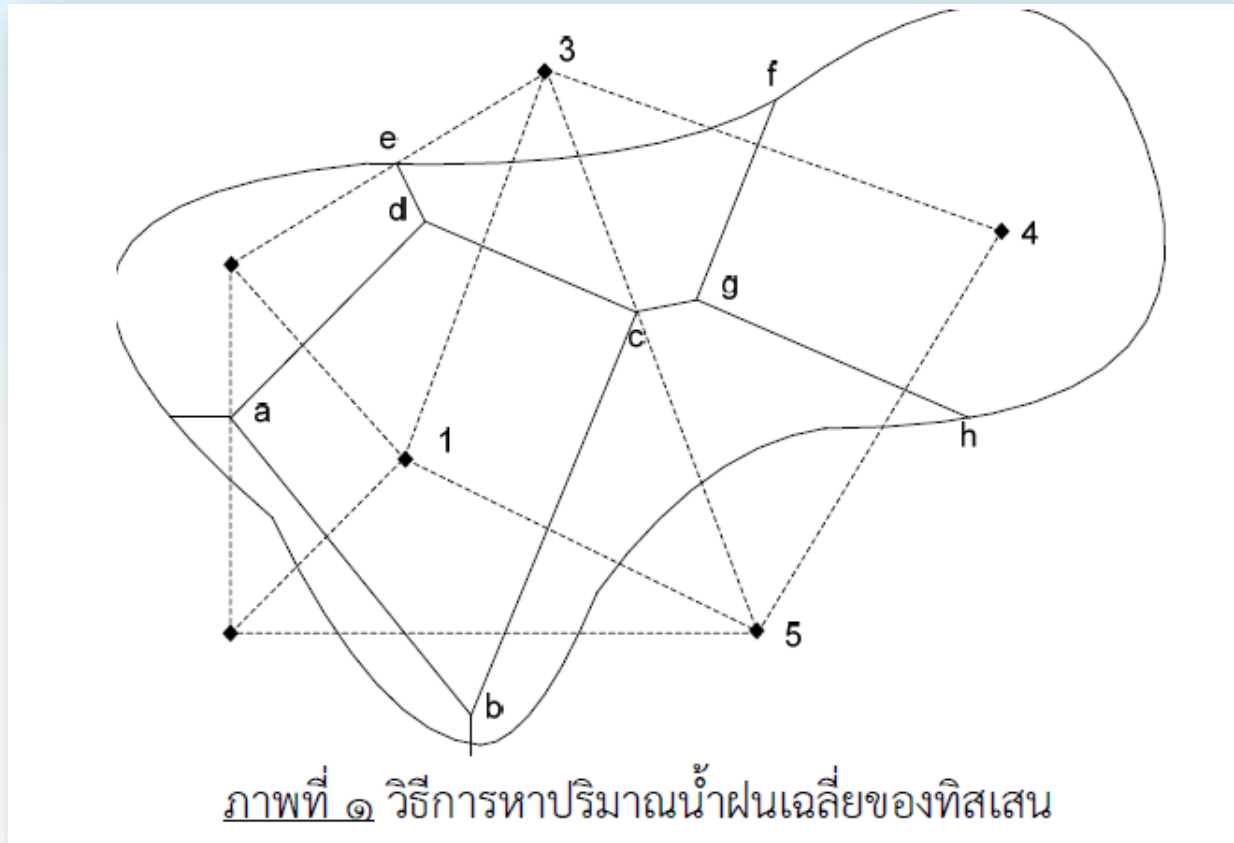 3
f
e
d
4
g
c
a
1
h
5
b
ภาพที่ ๑ วิธีการหาปริมาณน้ำฝนเฉลี่ยของทิสเสน